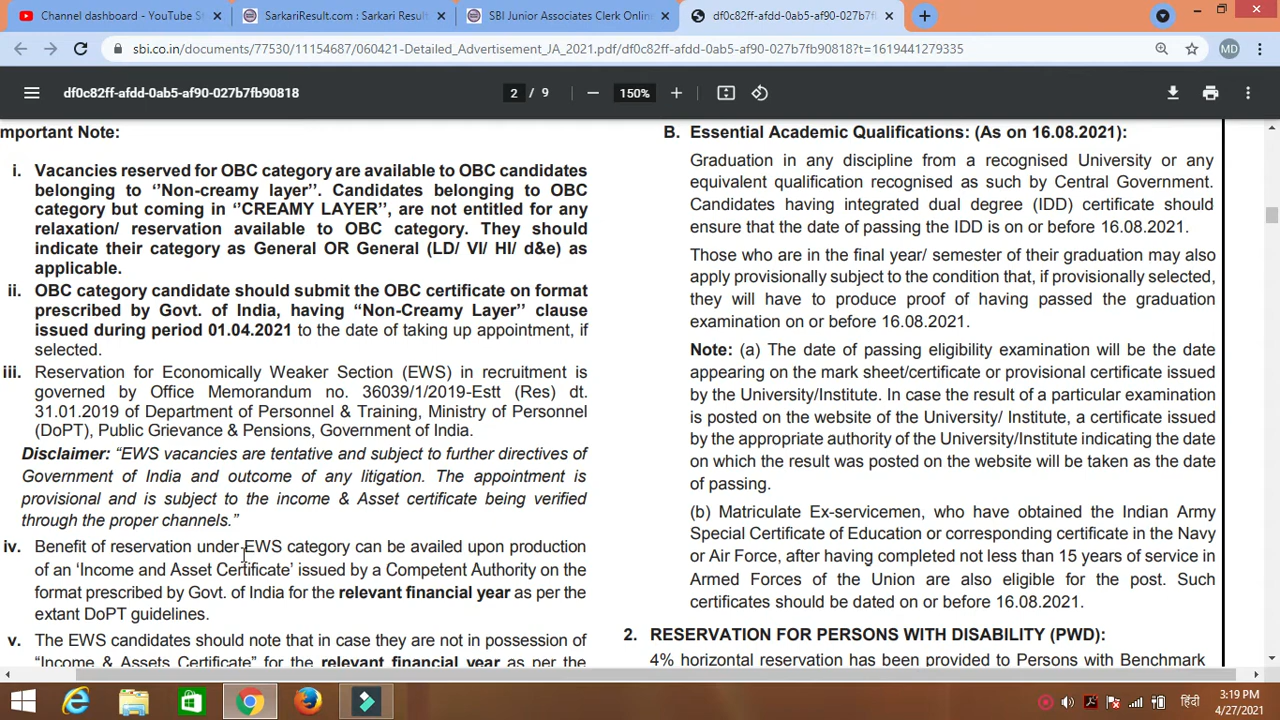 Channel dashboard - YouTube St
SarkariResult.com : Sarkari Result
SBI Junior Associates Clerk Online
df0c82ff-afdd-0ab5-af90-027b7fb9
sbi.co.in/documents/77530/11154687/060421-Detailed_Advertisement_JA_2021.pdf/df0c82ff-afdd-0ab5-af90-027b7fb90818?t=1619441279335
MD
df0c82ff-afdd-0ab5-af90-027b7fb90818
2 / 9
150%
mportant Note:
i. Vacancies reserved for OBC category are available to OBC candidates
belonging to ‘'Non-creamy layer’'. Candidates belonging to OBC
category but coming in ‘'CREAMY LAYER’', are not entitled for any
relaxation/ reservation available to OBC category. They should
indicate their category as General OR General (LD/ VI/ HI/ d&e) as
applicable.
ii. OBC category candidate should submit the OBC certificate on format
prescribed by Govt. of India, having “Non-Creamy Layer” clause
issued during period 01.04.2021 to the date of taking up appointment, if
selected.
iii. Reservation for Economically Weaker Section (EWS) in recruitment is
governed by Office Memorandum no. 36039/1/2019-Estt (Res) dt.
31.01.2019 of Department of Personnel & Training, Ministry of Personnel
(DoPT), Public Grievance & Pensions, Government of India.
Disclaimer: “EWS vacancies are tentative and subject to further directives of
Government of India and outcome of any litigation. The appointment is
provisional and is subject to the income & Asset certificate being verified
through the proper channels.”
iv. Benefit of reservation under EWS category can be availed upon production
of an ‘Income and Asset Certificate’ issued by a Competent Authority on the
format prescribed by Govt. of India for the relevant financial year as per the
extant DoPT guidelines.
v. The EWS candidates should note that in case they are not in possession of
“Income & Assets Certificate” for the relevant financial year as per the
B. Essential Academic Qualifications: (As on 16.08.2021):
Graduation in any discipline from a recognised University or any
equivalent qualification recognised as such by Central Government.
Candidates having integrated dual degree (IDD) certificate should
ensure that the date of passing the IDD is on or before 16.08.2021.
Those who are in the final year/ semester of their graduation may also
apply provisionally subject to the condition that, if provisionally selected,
they will have to produce proof of having passed the graduation
examination on or before 16.08.2021.
Note: (a) The date of passing eligibility examination will be the date
appearing on the mark sheet/certificate or provisional certificate issued
by the University/Institute. In case the result of a particular examination
is posted on the website of the University/ Institute, a certificate issued
by the appropriate authority of the University/Institute indicating the date
on which the result was posted on the website will be taken as the date
of passing.
(b) Matriculate Ex-servicemen, who have obtained the Indian Army
Special Certificate of Education or corresponding certificate in the Navy
or Air Force, after having completed not less than 15 years of service in
Armed Forces of the Union are also eligible for the post. Such
certificates should be dated on or before 16.08.2021.
2. RESERVATION FOR PERSONS WITH DISABILITY (PWD):
4% horizontal reservation has been provided to Persons with Benchmark
हिंदी
3:19 PM
4/27/2021